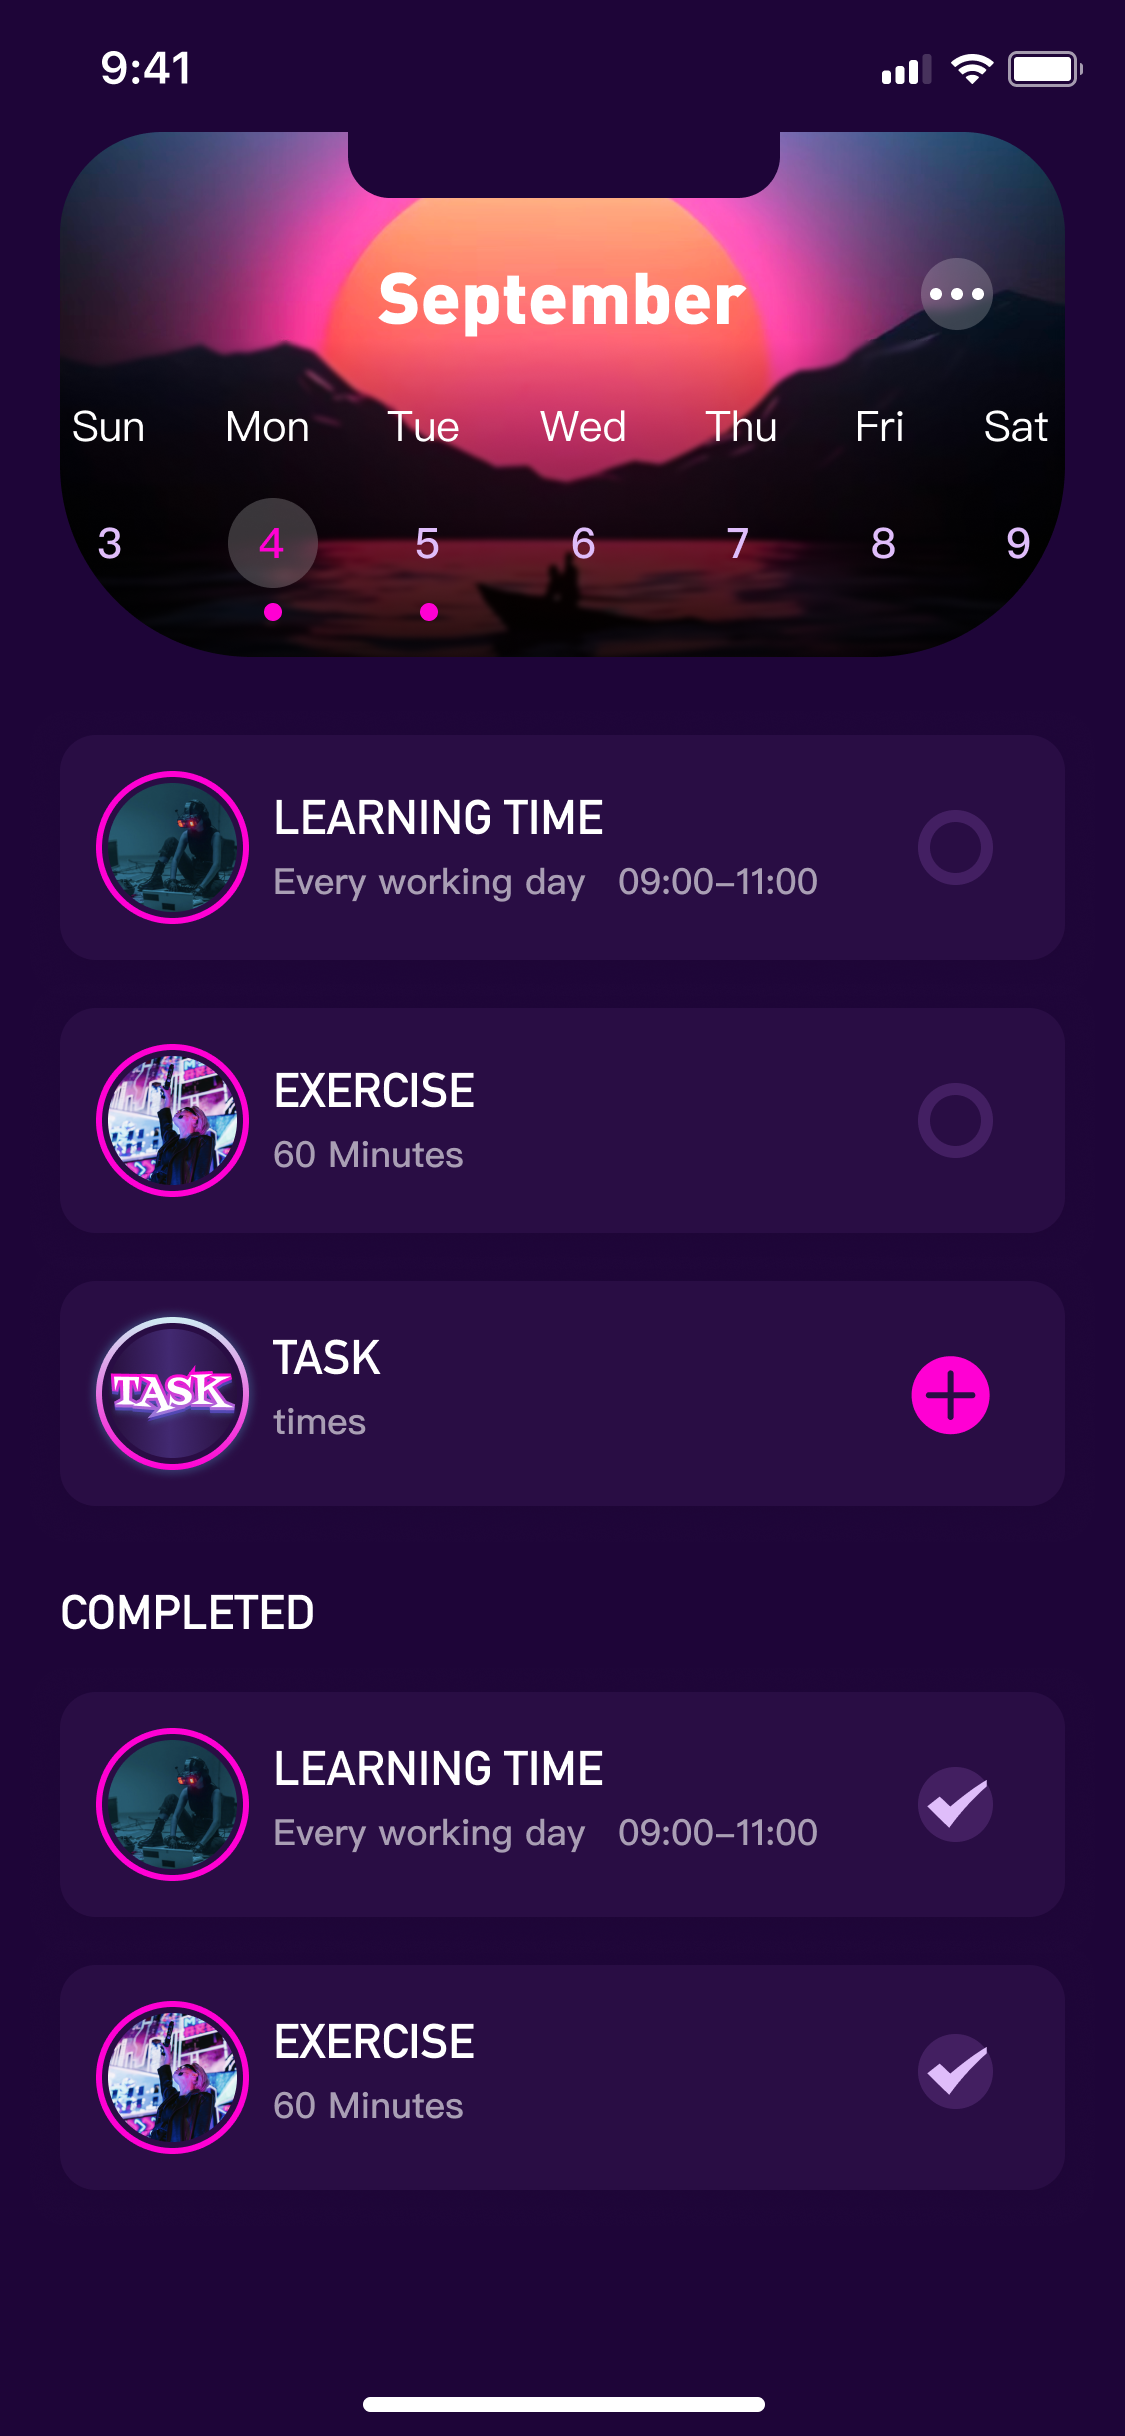 9:41
September
Sun Mon Tue Wed Thu Fri Sat
3 4 5 6 7 8 9
LEARNING TIME
Every working day 09:00–11:00
EXERCISE
60 Minutes
TASK
TASK
times
COMPLETED
LEARNING TIME
Every working day 09:00–11:00
EXERCISE
60 Minutes